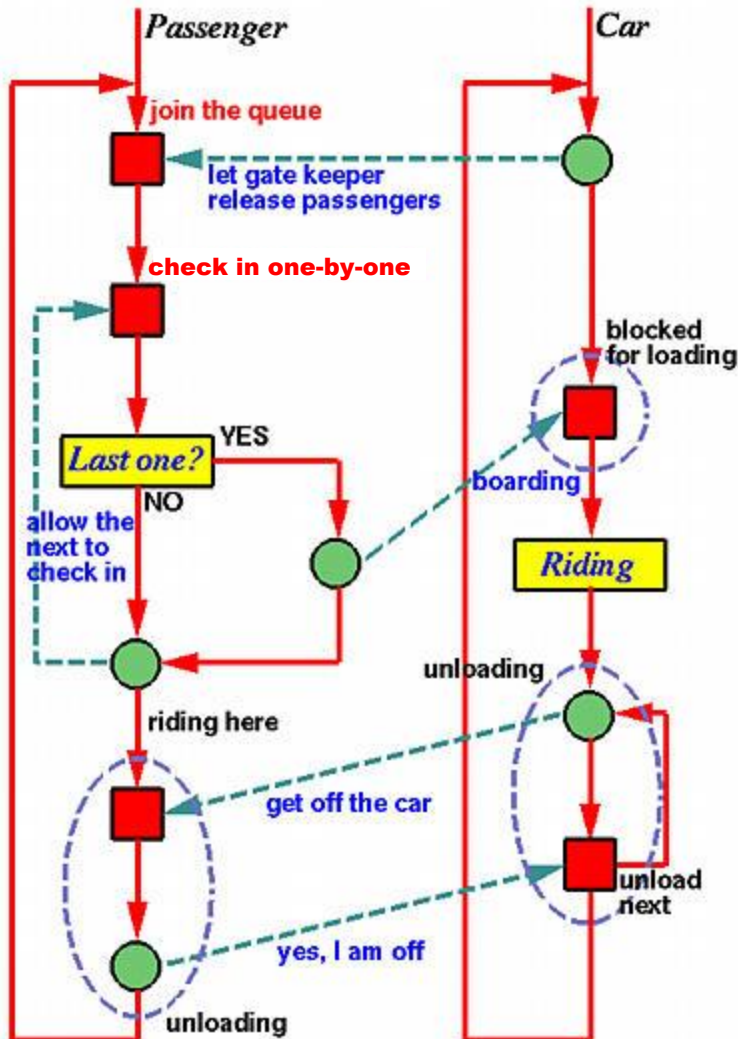 Passenger
Car
join the queue
let gate keeper
release passengers
check in one-by-one
blocked
for loading
YES
Last one?
boarding
NO
allow the
next to
check in
Riding
unloading
riding here
get off the car
unload
next
yes, I am off
unloading